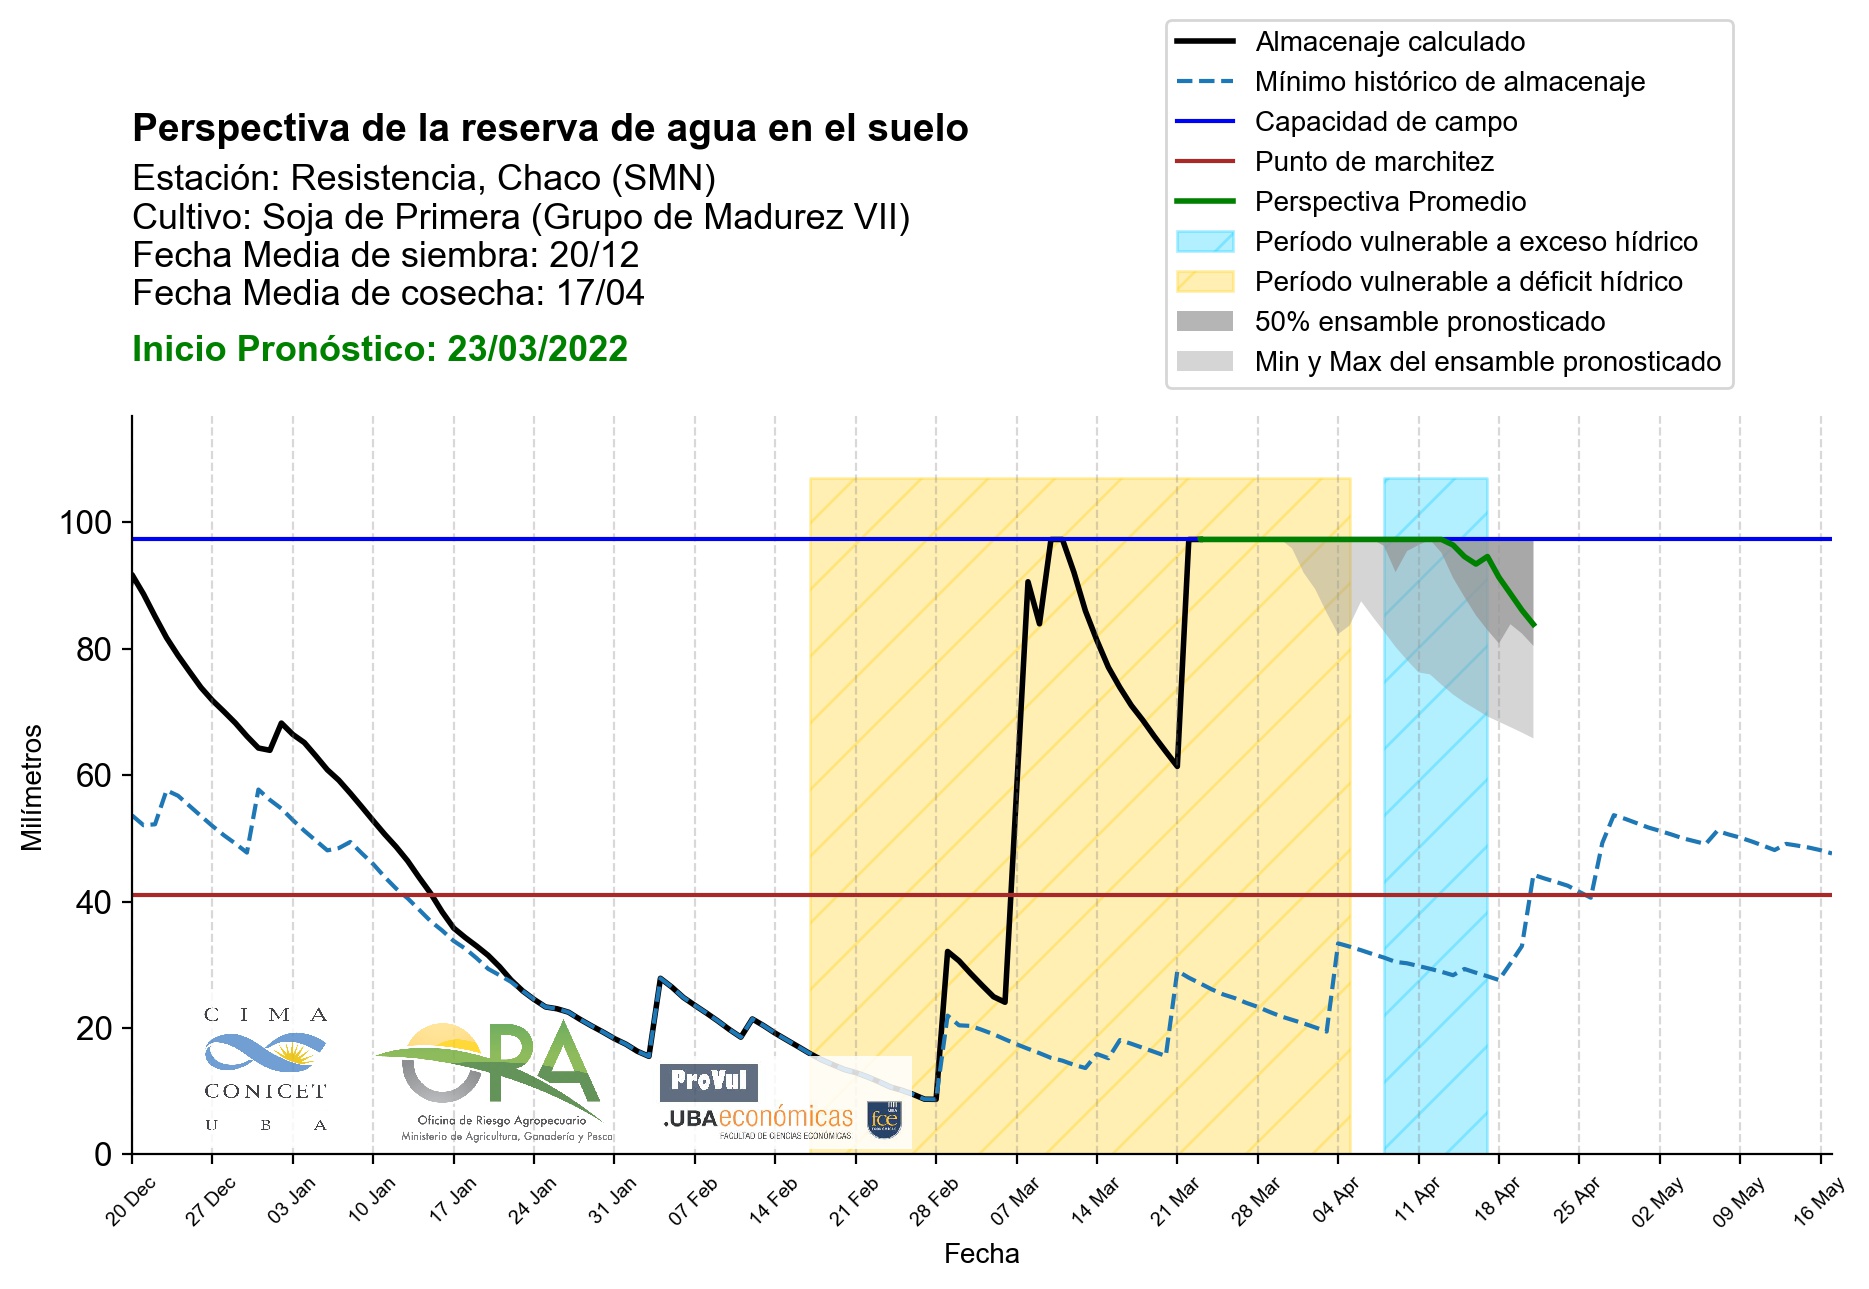 Almacenaje calculado
Mínimo histórico de almacenaje
Capacidad de campo
Punto de marchitez
Perspectiva Promedio
Período vulnerable a exceso hídrico
Período vulnerable a déficit hídrico
50% ensamble pronosticado
Min y Max del ensamble pronosticado
Perspectiva de la reserva de agua en el suelo
Estación: Resistencia, Chaco (SMN)
Cultivo: Soja de Primera (Grupo de Madurez VII)
Fecha Media de siembra: 20/12
Fecha Media de cosecha: 17/04
Inicio Pronóstico: 23/03/2022
Milímetros
100
80
60
40
20
0
C I M A
CONICET
U B A
ORA
Oficina de Riesgo Agropecuario
Ministerio de Agricultura, Ganadería y Pesca
ProVul
.UBAeconómicas
FACULTAD DE CIENCIAS ECONÓMICAS
UBA
fce
ECONÓMICAS
20 Dec
27 Dec
03 Jan
10 Jan
17 Jan
24 Jan
31 Jan
07 Feb
14 Feb
21 Feb
28 Feb
07 Mar
14 Mar
21 Mar
28 Mar
04 Apr
11 Apr
18 Apr
25 Apr
02 May
09 May
16 May
Fecha